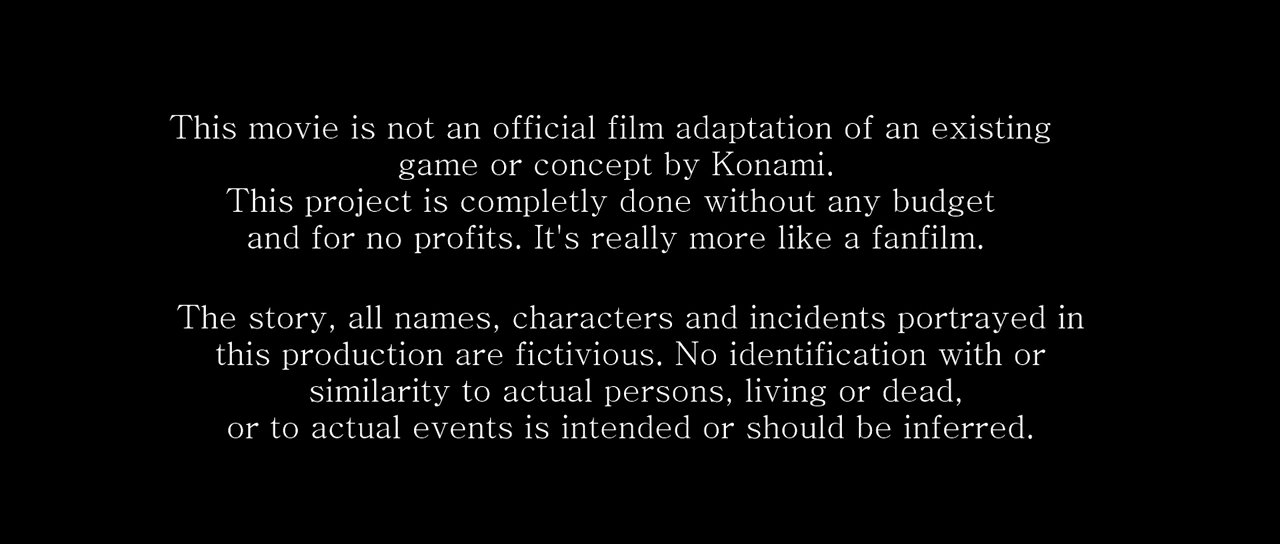 This movie is not an official film adaptation of an existing
game or concept by Konami.
This project is completly done without any budget
and for no profits. It's really more like a fanfilm.
The story, all names, characters and incidents portrayed in
this production are fictivious. No identification with or
similarity to actual persons, living or dead,
or to actual events is intended or should be inferred.